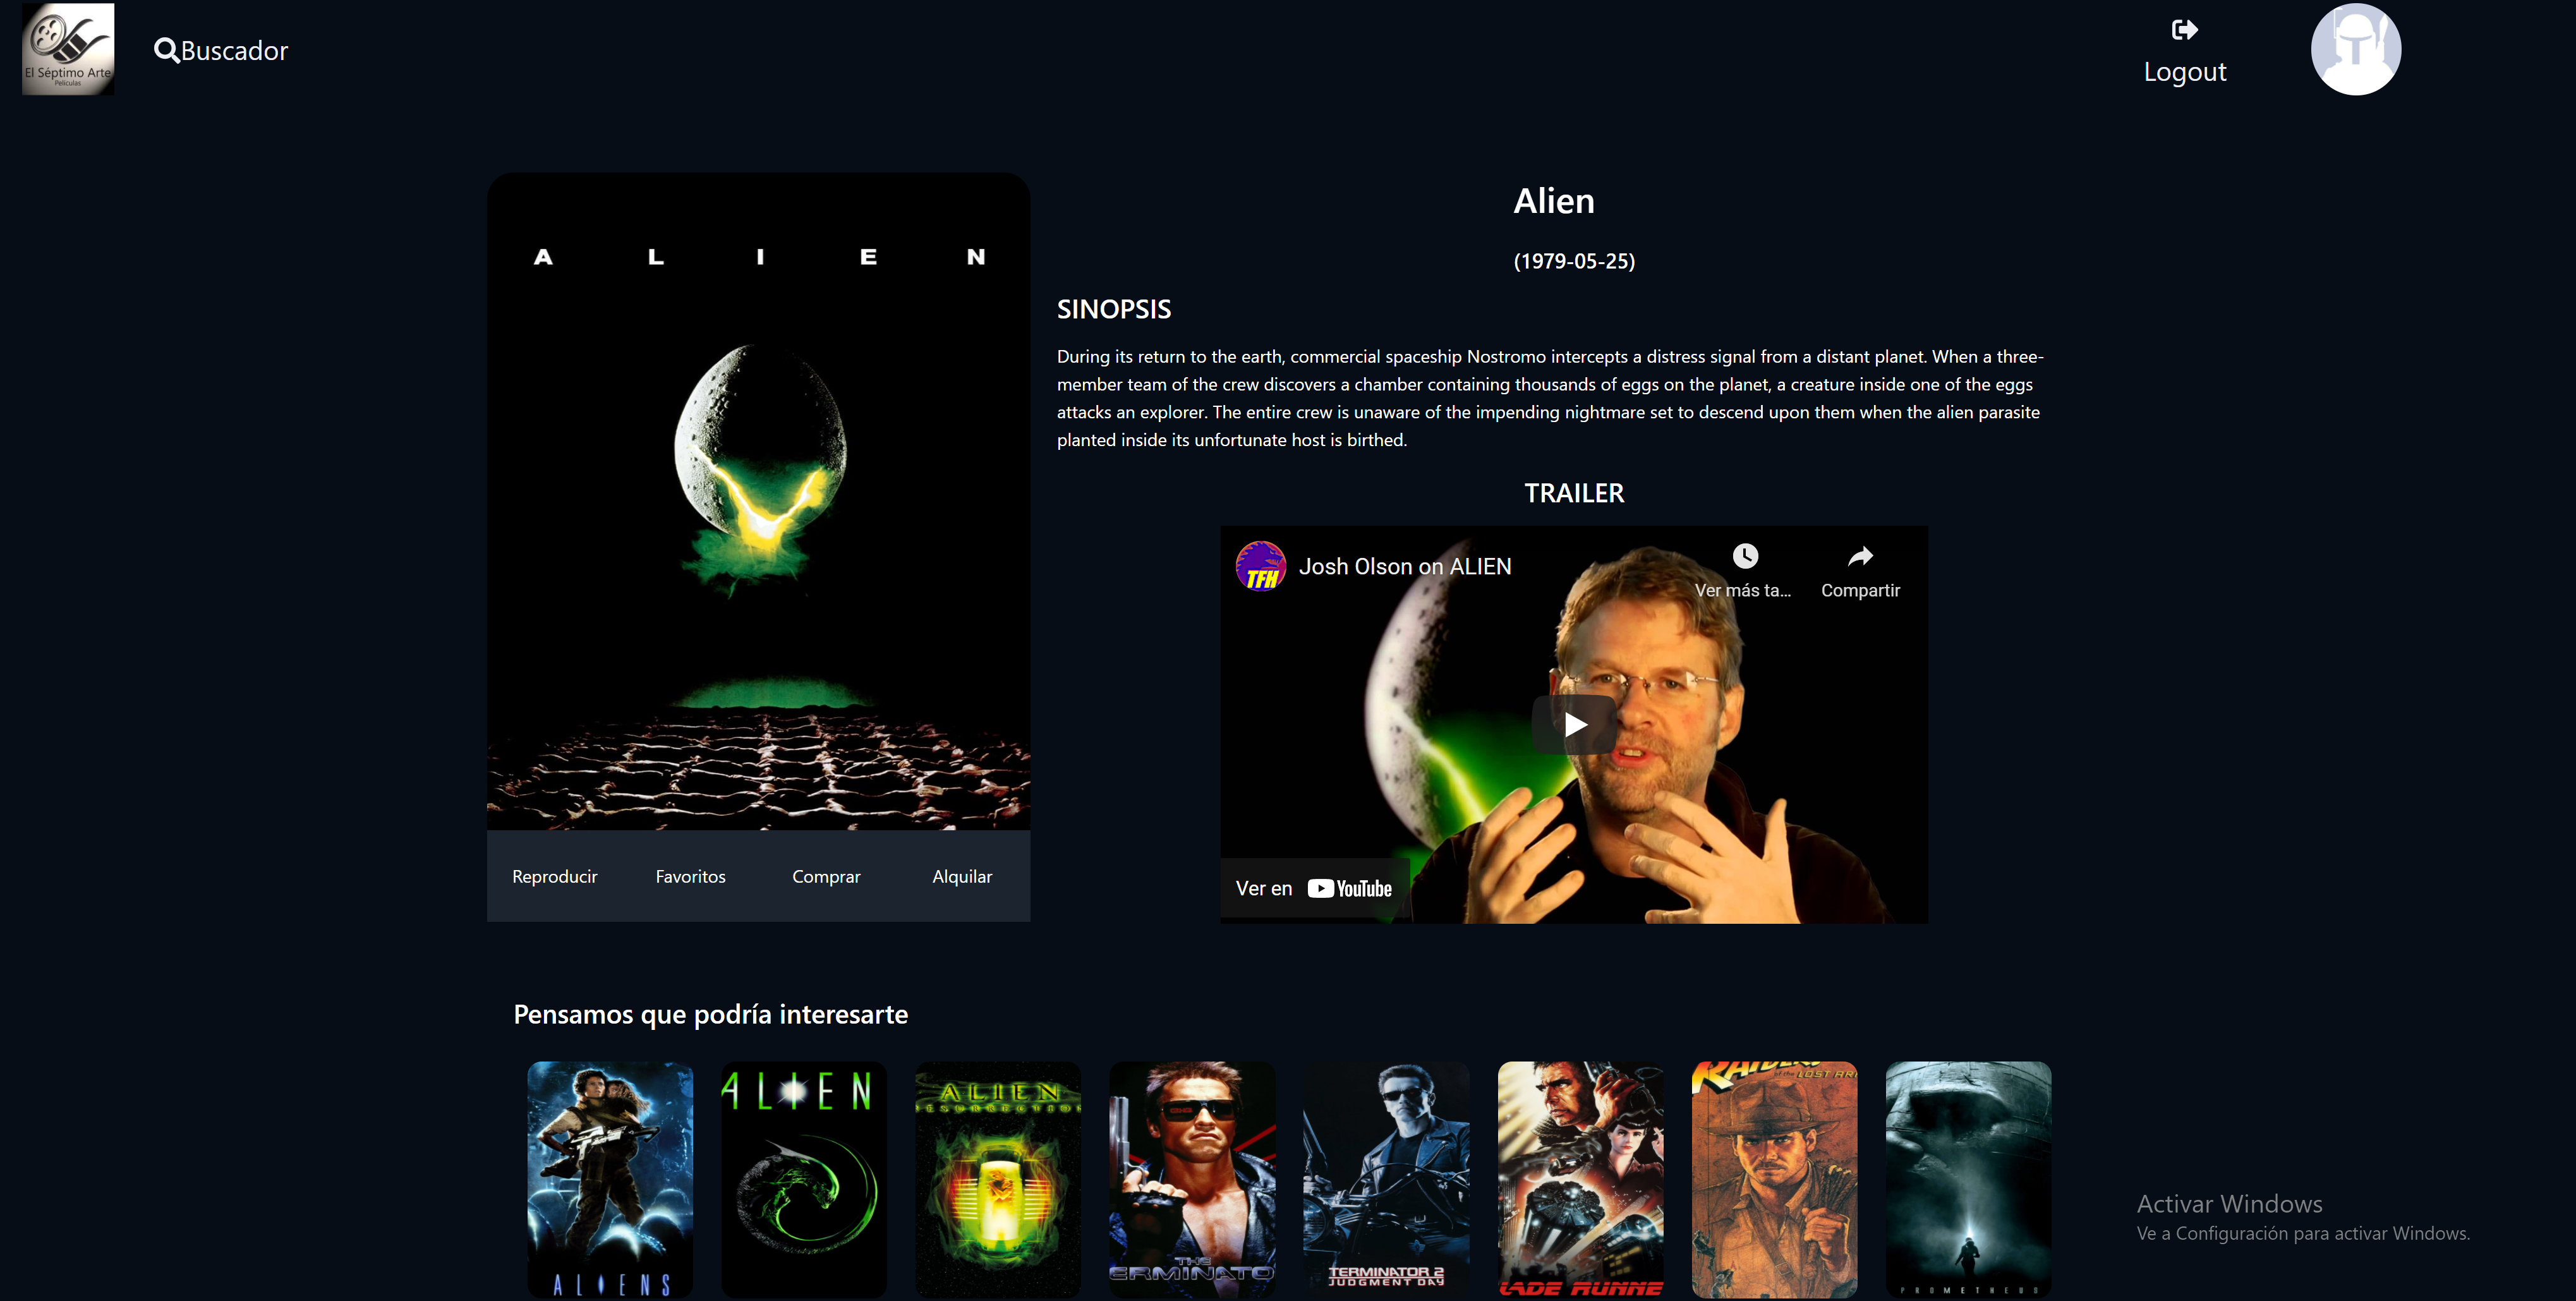 El Séptimo Arte
Películas
Buscador
Logout
A L I E N
Alien
(1979-05-25)
SINOPSIS
During its return to the earth, commercial spaceship Nostromo intercepts a distress signal from a distant planet. When a three-
member team of the crew discovers a chamber containing thousands of eggs on the planet, a creature inside one of the eggs
attacks an explorer. The entire crew is unaware of the impending nightmare set to descend upon them when the alien parasite
planted inside its unfortunate host is birthed.
TRAILER
TFH
Josh Olson on ALIEN
Ver más ta...
Compartir
Ver en YouTube
Reproducir Favoritos Comprar Alquilar
Pensamos que podría interesarte
ALIENS
ALIEN
ALIEN
ESURRECTIO
THE
ERMINATO
TERMINATOR 2
JUDGMENT DAY
LADE RUNNE
RAIDERS
of the LOST AR
PROMETHEUS
Activar Windows
Ve a Configuración para activar Windows.